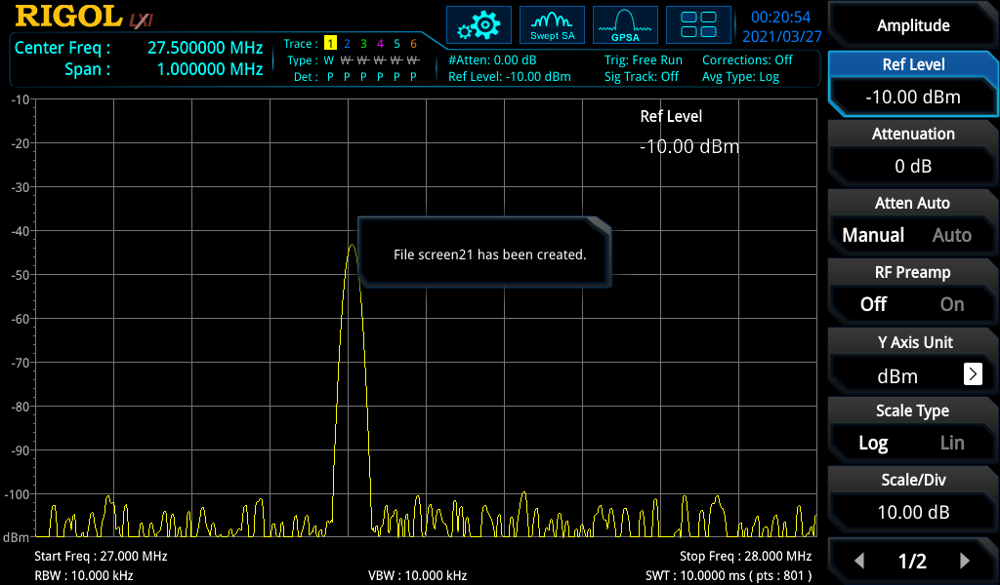 RIGOL LXI
00:20:54
2021/03/27
Swept SA
GPSA
Center Freq : 27.500000 MHz
Span : 1.000000 MHz
Trace : 1 2 3 4 5 6
Type : W W W W W W
Det : P P P P P P
#Atten: 0.00 dB
Ref Level: -10.00 dBm
Trig: Free Run
Sig Track: Off
Corrections: Off
Avg Type: Log
-10
-20
-30
-40
-50
-60
-70
-80
-90
-100
dBm
Ref Level
-10.00 dBm
File screen21 has been created.
Start Freq : 27.000 MHz
Stop Freq : 28.000 MHz
RBW : 10.000 kHz
VBW : 10.000 kHz
SWT : 10.0000 ms ( pts : 801 )
Amplitude
Ref Level
-10.00 dBm
Attenuation
0 dB
Atten Auto
Manual Auto
RF Preamp
Off On
Y Axis Unit
dBm >
Scale Type
Log Lin
Scale/Div
10.00 dB
1/2